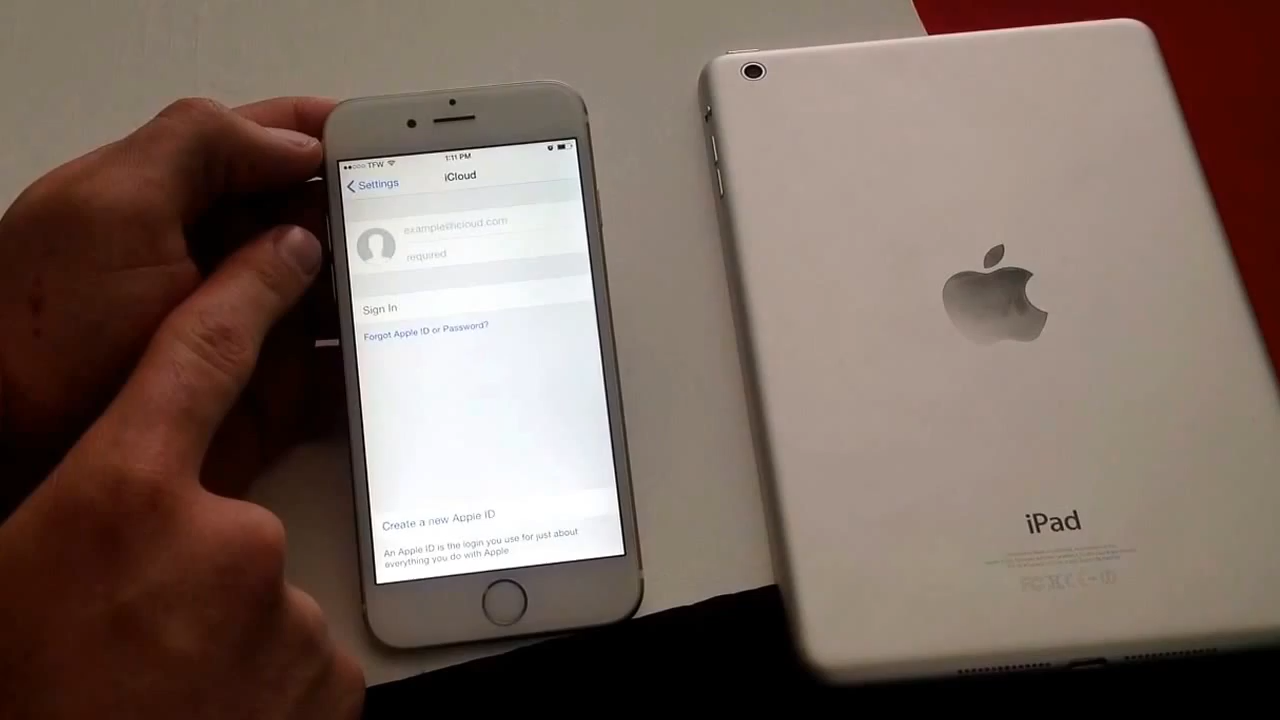 TFW
1:11 PM
Settings
iCloud
example@icloud.com
required
Sign In
Forgot Apple ID or Password?
Create a new Apple ID
An Apple ID is the login you use for just about
everything you do with Apple
iPad